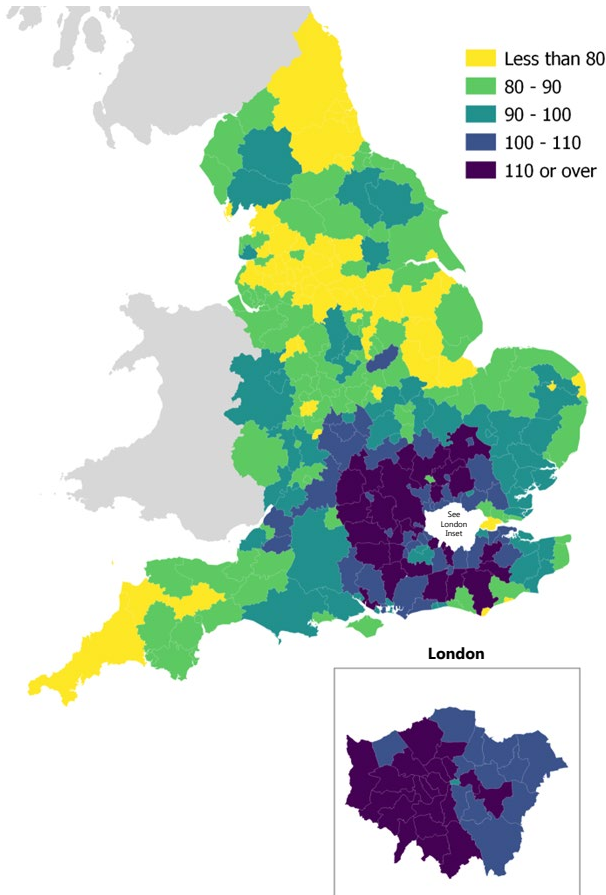 Less than 80
80 - 90
90 - 100
100 - 110
110 or over
See
London
Inset
London